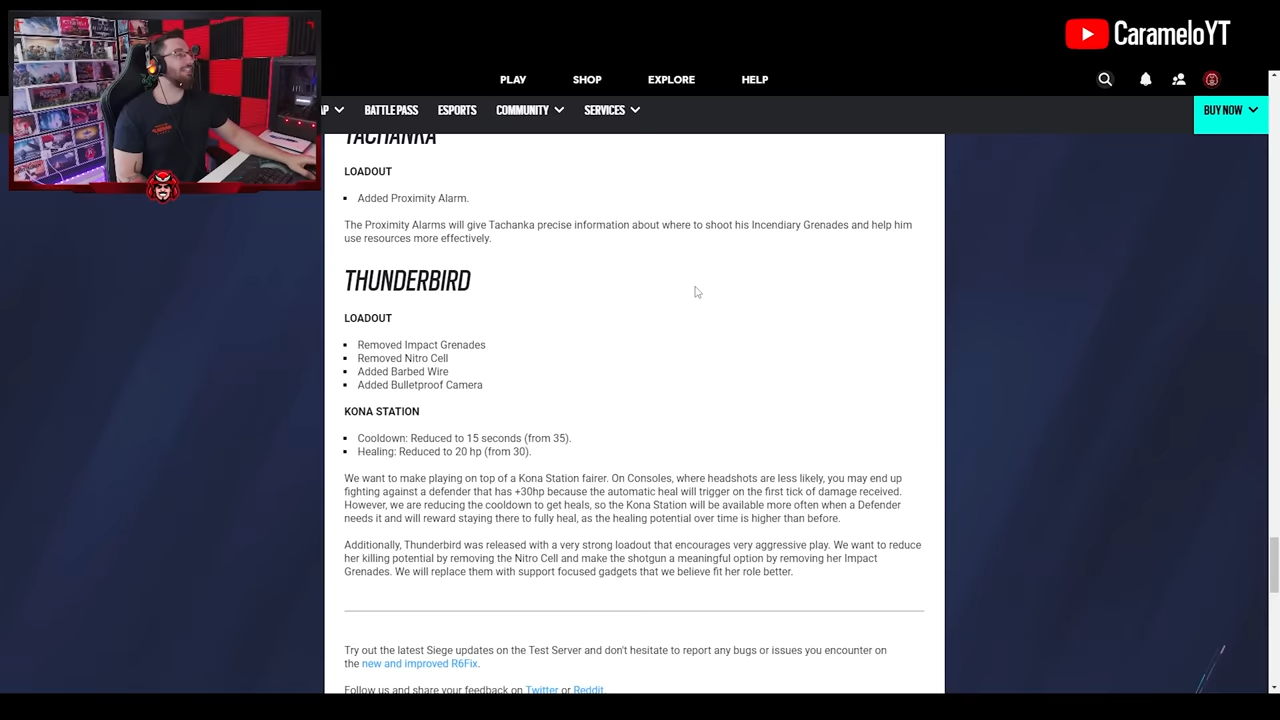 CarameloYT
PLAY SHOP EXPLORE HELP
AP BATTLE PASS ESPORTS COMMUNITY SERVICES BUY NOW
TACHANKA
LOADOUT
▪ Added Proximity Alarm.
The Proximity Alarms will give Tachanka precise information about where to shoot his Incendiary Grenades and help him
use resources more effectively.
THUNDERBIRD
LOADOUT
▪ Removed Impact Grenades
▪ Removed Nitro Cell
▪ Added Barbed Wire
▪ Added Bulletproof Camera
KONA STATION
▪ Cooldown: Reduced to 15 seconds (from 35).
▪ Healing: Reduced to 20 hp (from 30).
We want to make playing on top of a Kona Station fairer. On Consoles, where headshots are less likely, you may end up
fighting against a defender that has +30hp because the automatic heal will trigger on the first tick of damage received.
However, we are reducing the cooldown to get heals, so the Kona Station will be available more often when a Defender
needs it and will reward staying there to fully heal, as the healing potential over time is higher than before.
Additionally, Thunderbird was released with a very strong loadout that encourages very aggressive play. We want to reduce
her killing potential by removing the Nitro Cell and make the shotgun a meaningful option by removing her Impact
Grenades. We will replace them with support focused gadgets that we believe fit her role better.
Try out the latest Siege updates on the Test Server and don't hesitate to report any bugs or issues you encounter on
the new and improved R6Fix.
Follow us and share your feedback on Twitter or Reddit.